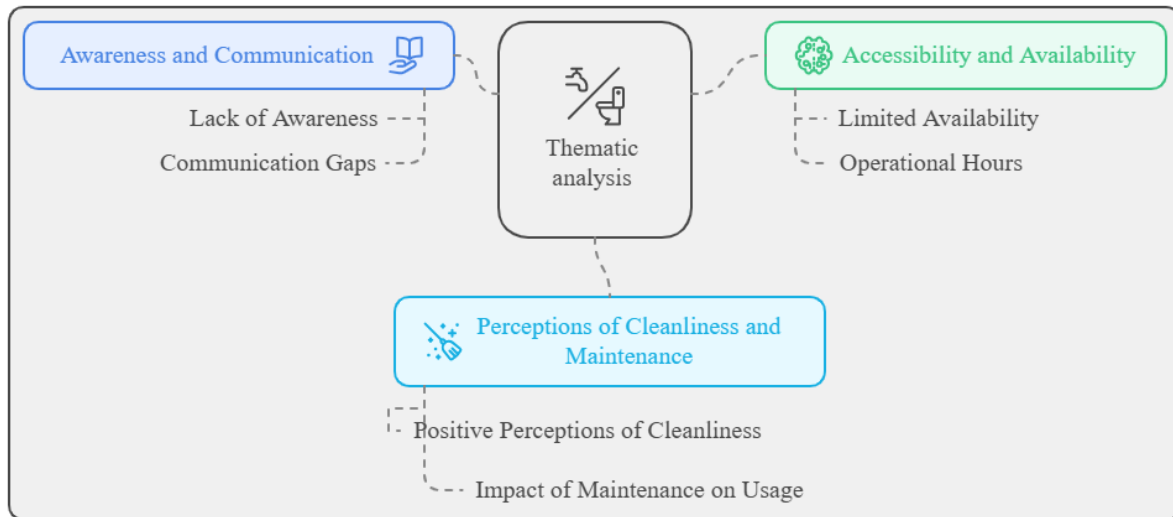 Awareness and Communication
Lack of Awareness
Communication Gaps
Thematic
analysis
Accessibility and Availability
Limited Availability
Operational Hours
Perceptions of Cleanliness and
Maintenance
Positive Perceptions of Cleanliness
Impact of Maintenance on Usage